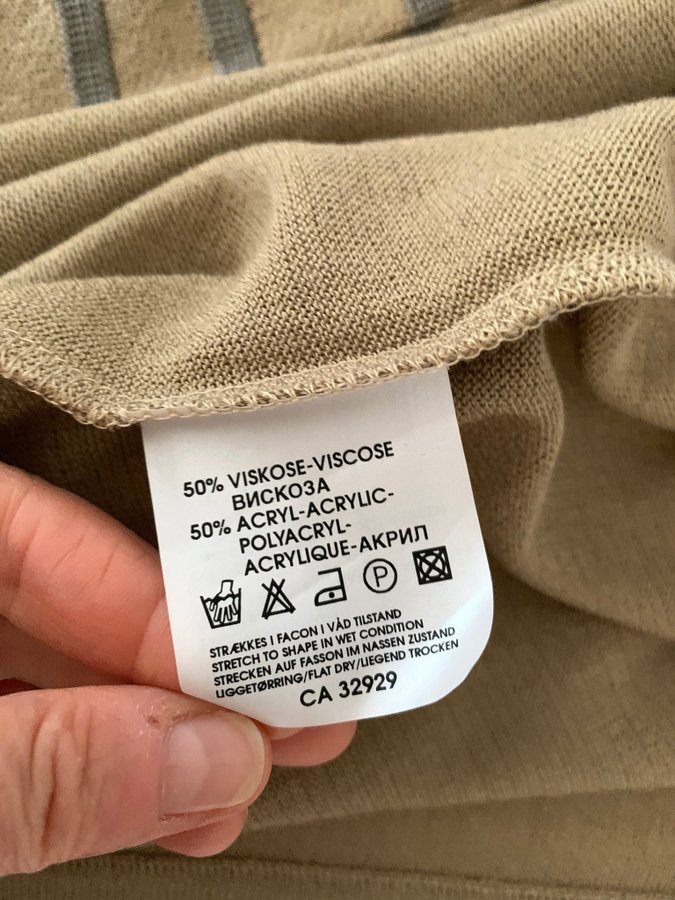 50% VISKOSE-VISCOSE
ВИСКОЗА
50% ACRYL-ACRYLIC-
POLYACRYL-
ACRYLIQUE-АКРИЛ
P
STRÆKKES I FACON I VÅD TILSTAND
STRETCH TO SHAPE IN WET CONDITION
STRECKEN AUF FASSON IM NASSEN ZUSTAND
LIGGETØRRING/FLAT DRY/LIEGEND TROCKEN
CA 32929